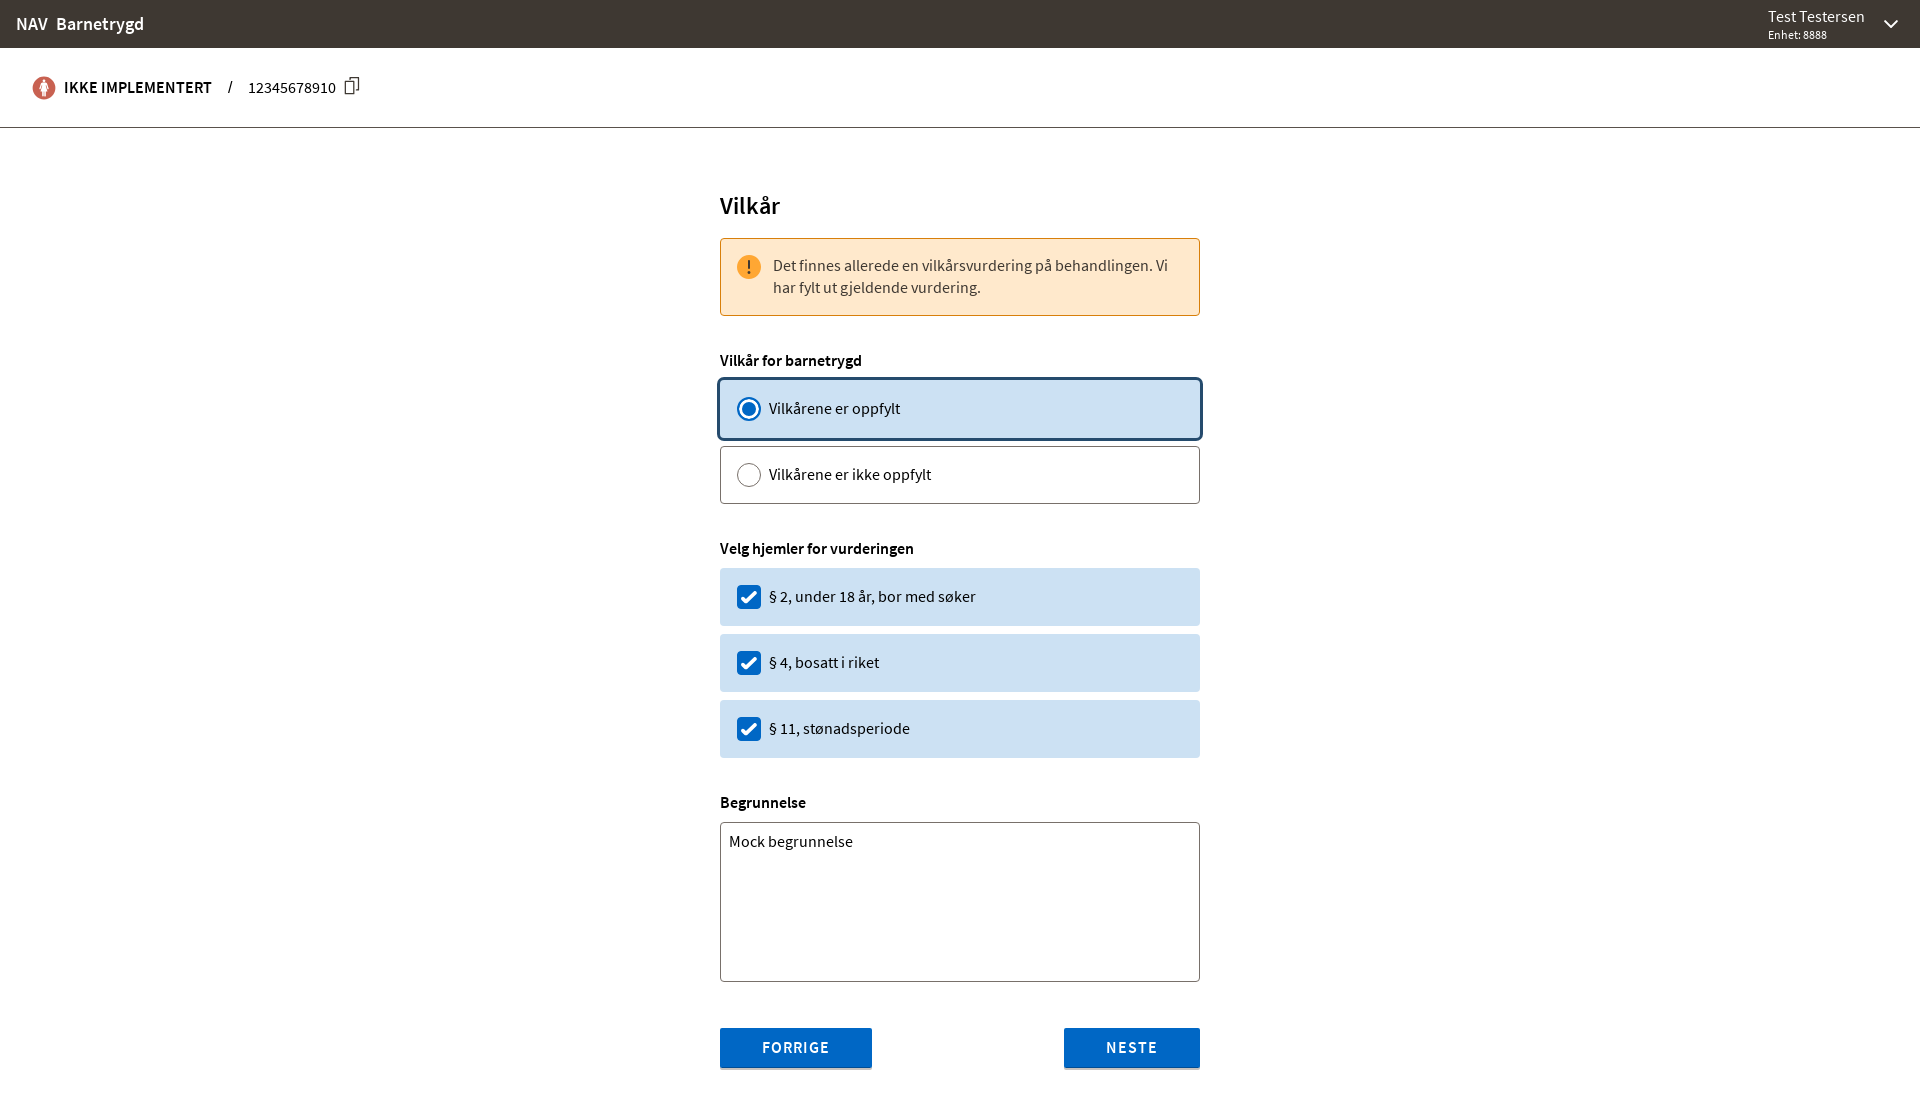 NAV Barnetrygd
Test Testersen
Enhet: 8888
IKKE IMPLEMENTERT / 12345678910
Vilkår
Det finnes allerede en vilkårsvurdering på behandlingen. Vi
har fylt ut gjeldende vurdering.
Vilkår for barnetrygd
Vilkårene er oppfylt
Vilkårene er ikke oppfylt
Velg hjemler for vurderingen
§ 2, under 18 år, bor med søker
§ 4, bosatt i riket
§ 11, stønadsperiode
Begrunnelse
Mock begrunnelse
FORRIGE
NESTE